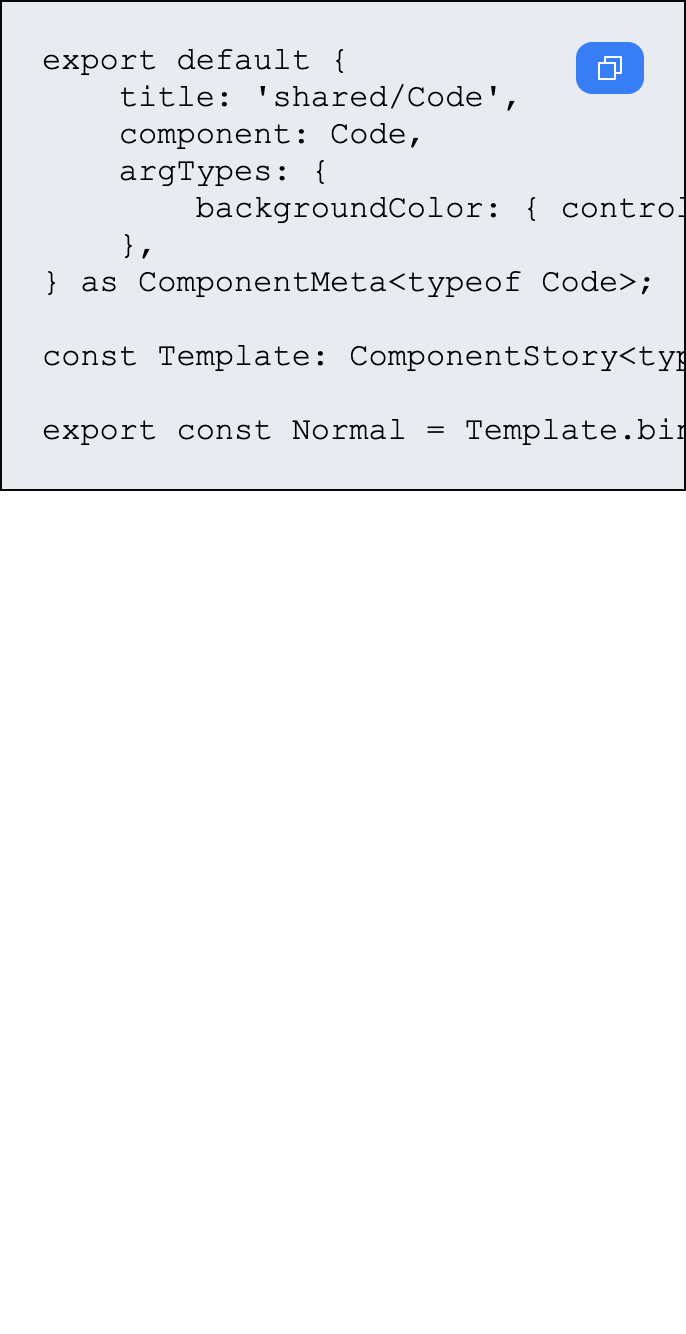 export default {
    title: 'shared/Code',
    component: Code,
    argTypes: {
        backgroundColor: { control
    },
} as ComponentMeta<typeof Code>;

const Template: ComponentStory<typ

export const Normal = Template.bin